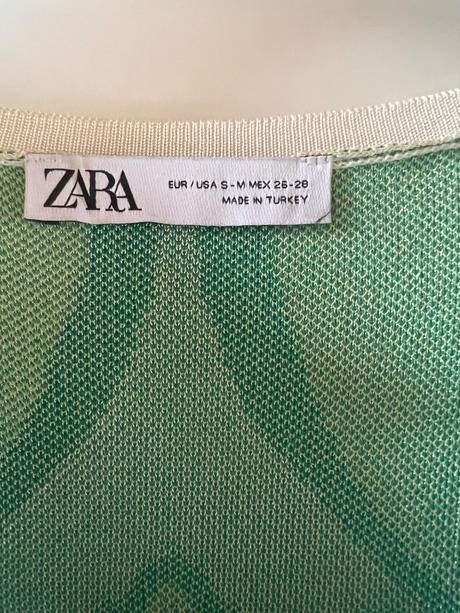 ZARA
EUR / USA S - M MEX 26 - 28
MADE IN TURKEY